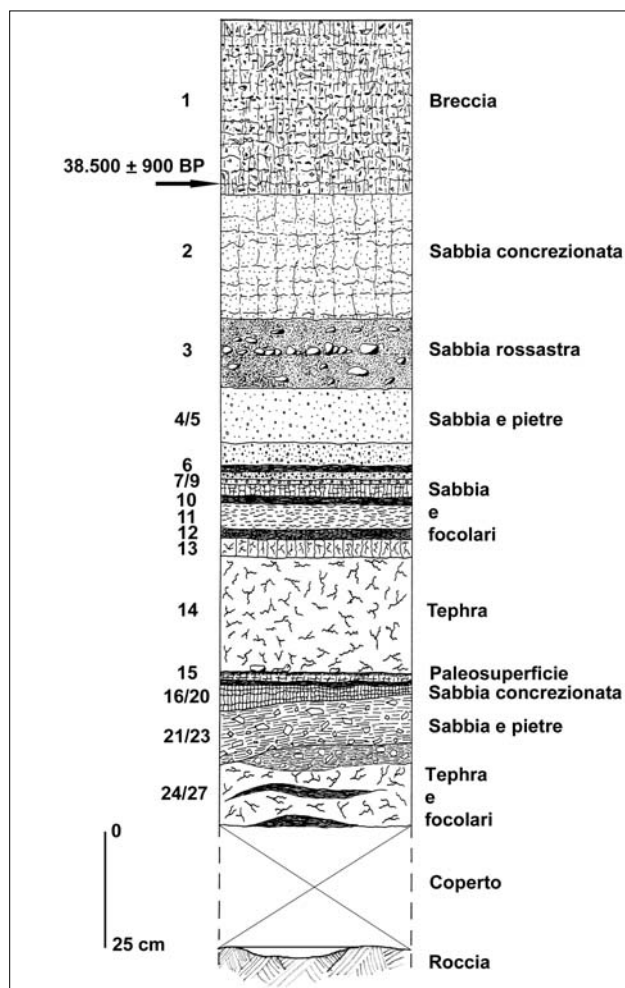 1 Breccia
38.500 ± 900 BP
2 Sabbia concrezionata
3 Sabbia rossastra
4/5 Sabbia e pietre
6
7/9 Sabbia
10
11 e
12 focolari
13
14 Tephra
15 Paleosuperficie
16/20 Sabbia concrezionata
21/23 Sabbia e pietre
Tephra
24/27 e
focolari
0
Coperto
25 cm
Roccia